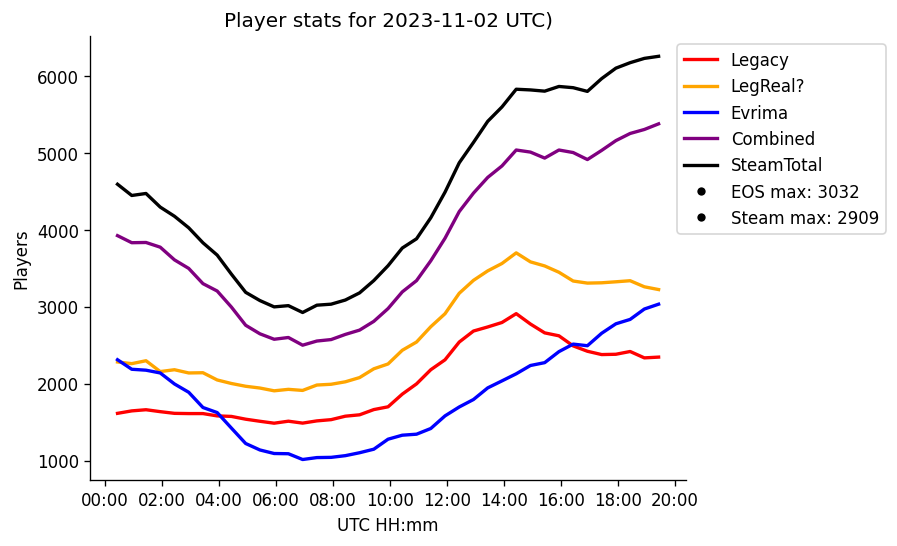 Player stats for 2023-11-02 UTC)
Legacy
LegReal?
Evrima
Combined
SteamTotal
EOS max: 3032
Steam max: 2909
Players
6000
5000
4000
3000
2000
1000
00:00 02:00 04:00 06:00 08:00 10:00 12:00 14:00 16:00 18:00 20:00
UTC HH:mm